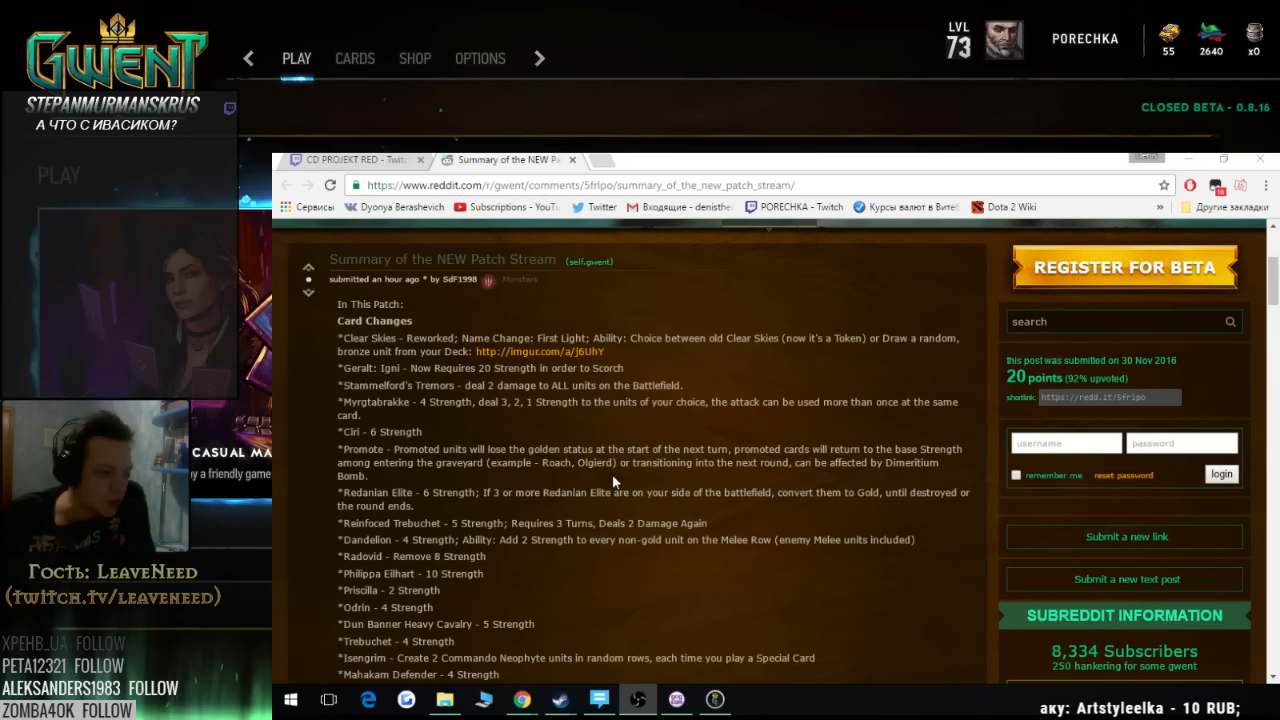 GWENT
STEPANMURMANSKRUS
А ЧТО С ИВАСИКОМ?
PLAY
CARDS
SHOP
OPTIONS
LVL
73
PORECHKA
55
2640
x0
CLOSED BETA - 0.8.16
PLAY
CD PROJEKT RED - Twitc
Summary of the NEW Pa
https://www.reddit.com/r/gwent/comments/5frlpo/summary_of_the_new_patch_stream/
Сервисы
Dyonya Berashevich
Subscriptions - YouTu
Twitter
Входящие - denisthe
PORECHKA - Twitch
Курсы валют в Витеб
Dota 2 Wiki
»
Другие закладки
Summary of the NEW Patch Stream (self.gwent)
submitted an hour ago * by SdF1998 Monsters
In This Patch:
Card Changes
*Clear Skies - Reworked; Name Change: First Light; Ability: Choice between old Clear Skies (now it's a Token) or Draw a random,
bronze unit from your Deck: http://imgur.com/a/j6UhY
*Geralt: Igni - Now Requires 20 Strength in order to Scorch
*Stammelford's Tremors - deal 2 damage to ALL units on the Battlefield.
*Myrgtabrakke - 4 Strength, deal 3, 2, 1 Strength to the units of your choice, the attack can be used more than once at the same
card.
*Ciri - 6 Strength
*Promote - Promoted units will lose the golden status at the start of the next turn, promoted cards will return to the base Strength
among entering the graveyard (example - Roach, Olgierd) or transitioning into the next round, can be affected by Dimeritium
Bomb.
*Redanian Elite - 6 Strength; If 3 or more Redanian Elite are on your side of the battlefield, convert them to Gold, until destroyed or
the round ends.
*Reinfoced Trebuchet - 5 Strength; Requires 3 Turns, Deals 2 Damage Again
*Dandelion - 4 Strength; Ability: Add 2 Strength to every non-gold unit on the Melee Row (enemy Melee units included)
*Radovid - Remove 8 Strength
*Philippa Eilhart - 10 Strength
*Priscilla - 2 Strength
*Odrin - 4 Strength
*Dun Banner Heavy Cavalry - 5 Strength
*Trebuchet - 4 Strength
*Isengrim - Create 2 Commando Neophyte units in random rows, each time you play a Special Card
*Mahakam Defender - 4 Strength
REGISTER FOR BETA
search
this post was submitted on 30 Nov 2016
20 points (92% upvoted)
shortlink: https://redd.it/5frlpo
username
password
remember me
reset password
login
Submit a new link
Submit a new text post
SUBREDDIT INFORMATION
8,334 Subscribers
250 hankering for some gwent
CASUAL MA
y a friendly game
Гость: LeaveNeed
(twitch.tv/leaveneed)
XPEHB_UA FOLLOW
PETA12321 FOLLOW
ALEKSANDERS1983 FOLLOW
ZOMBA4OK FOLLOW
аку: Artstyleelka - 10 RUB;